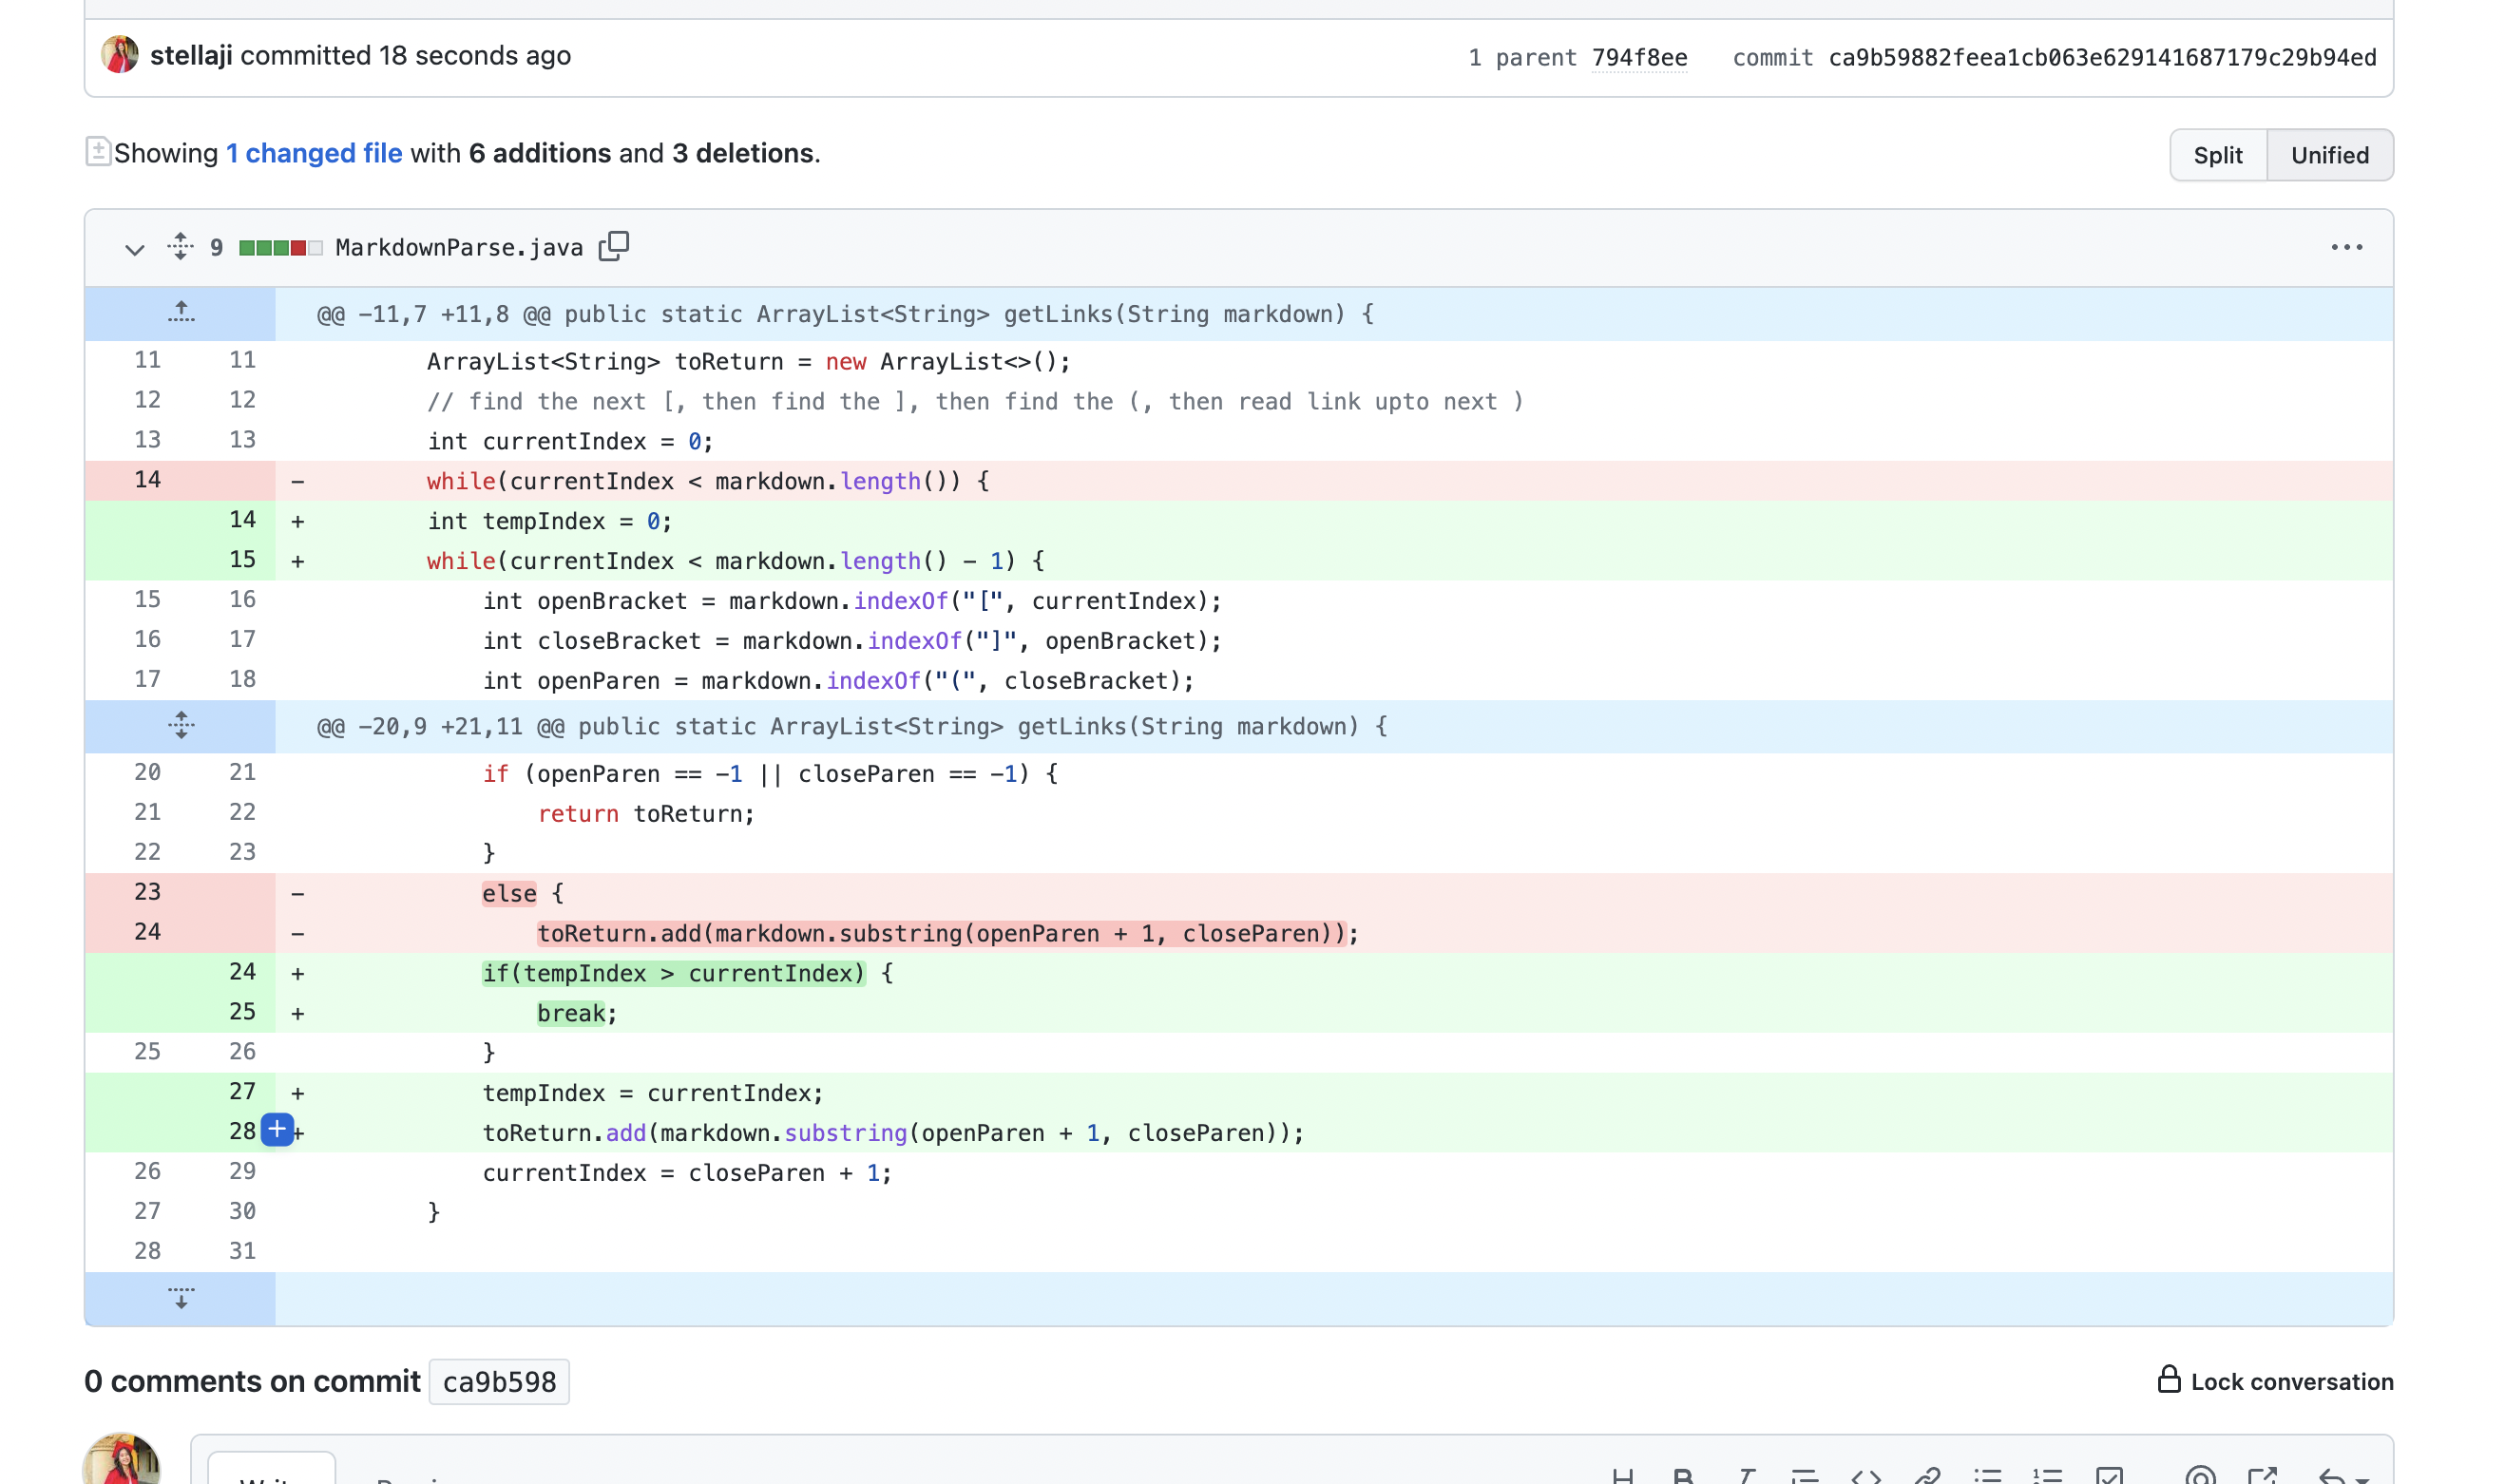 stellaji committed 18 seconds ago 1 parent 794f8ee commit ca9b59882feea1cb063e629141687179c29b94ed
Showing 1 changed file with 6 additions and 3 deletions. Split Unified
9 MarkdownParse.java
@@ -11,7 +11,8 @@ public static ArrayList<String> getLinks(String markdown) {
11 11 ArrayList<String> toReturn = new ArrayList<>();
12 12 // find the next [, then find the ], then find the (, then read link upto next )
13 13 int currentIndex = 0;
14 - while(currentIndex < markdown.length()) {
14 + int tempIndex = 0;
15 + while(currentIndex < markdown.length() - 1) {
15 16 int openBracket = markdown.indexOf("[", currentIndex);
16 17 int closeBracket = markdown.indexOf("]", openBracket);
17 18 int openParen = markdown.indexOf("(", closeBracket);
@@ -20,9 +21,11 @@ public static ArrayList<String> getLinks(String markdown) {
20 21 if (openParen == -1 || closeParen == -1) {
21 22 return toReturn;
22 23 }
23 - else {
24 - toReturn.add(markdown.substring(openParen + 1, closeParen));
24 + if(tempIndex > currentIndex) {
25 + break;
25 26 }
27 + tempIndex = currentIndex;
28 + toReturn.add(markdown.substring(openParen + 1, closeParen));
26 29 currentIndex = closeParen + 1;
27 30 }
28 31
0 comments on commit ca9b598 Lock conversation